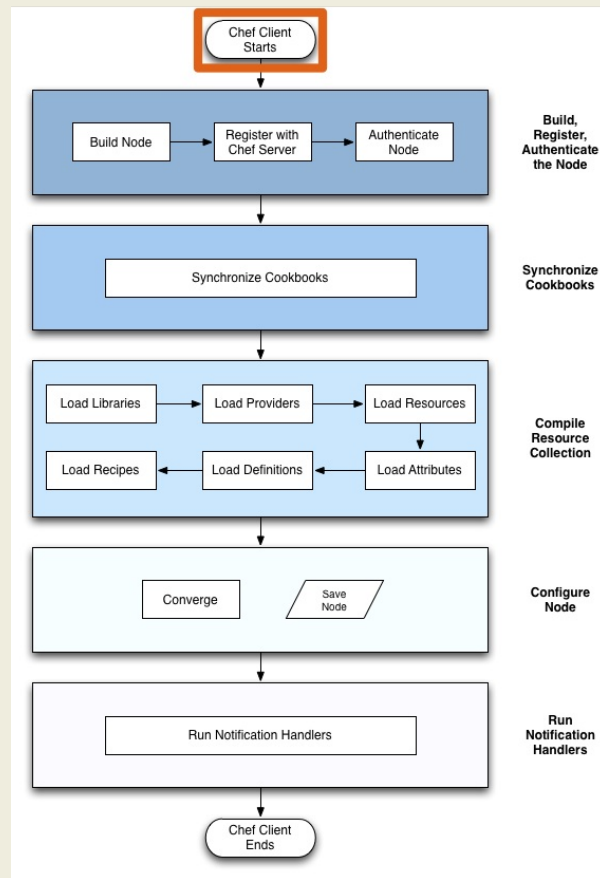 Chef Client
Starts
Build Node
Register with
Chef Server
Authenticate
Node
Build,
Register,
Authenticate
the Node
Synchronize Cookbooks
Synchronize
Cookbooks
Load Libraries
Load Providers
Load Resources
Load Recipes
Load Definitions
Load Attributes
Compile
Resource
Collection
Converge
Save
Node
Configure
Node
Run Notification Handlers
Run
Notification
Handlers
Chef Client
Ends